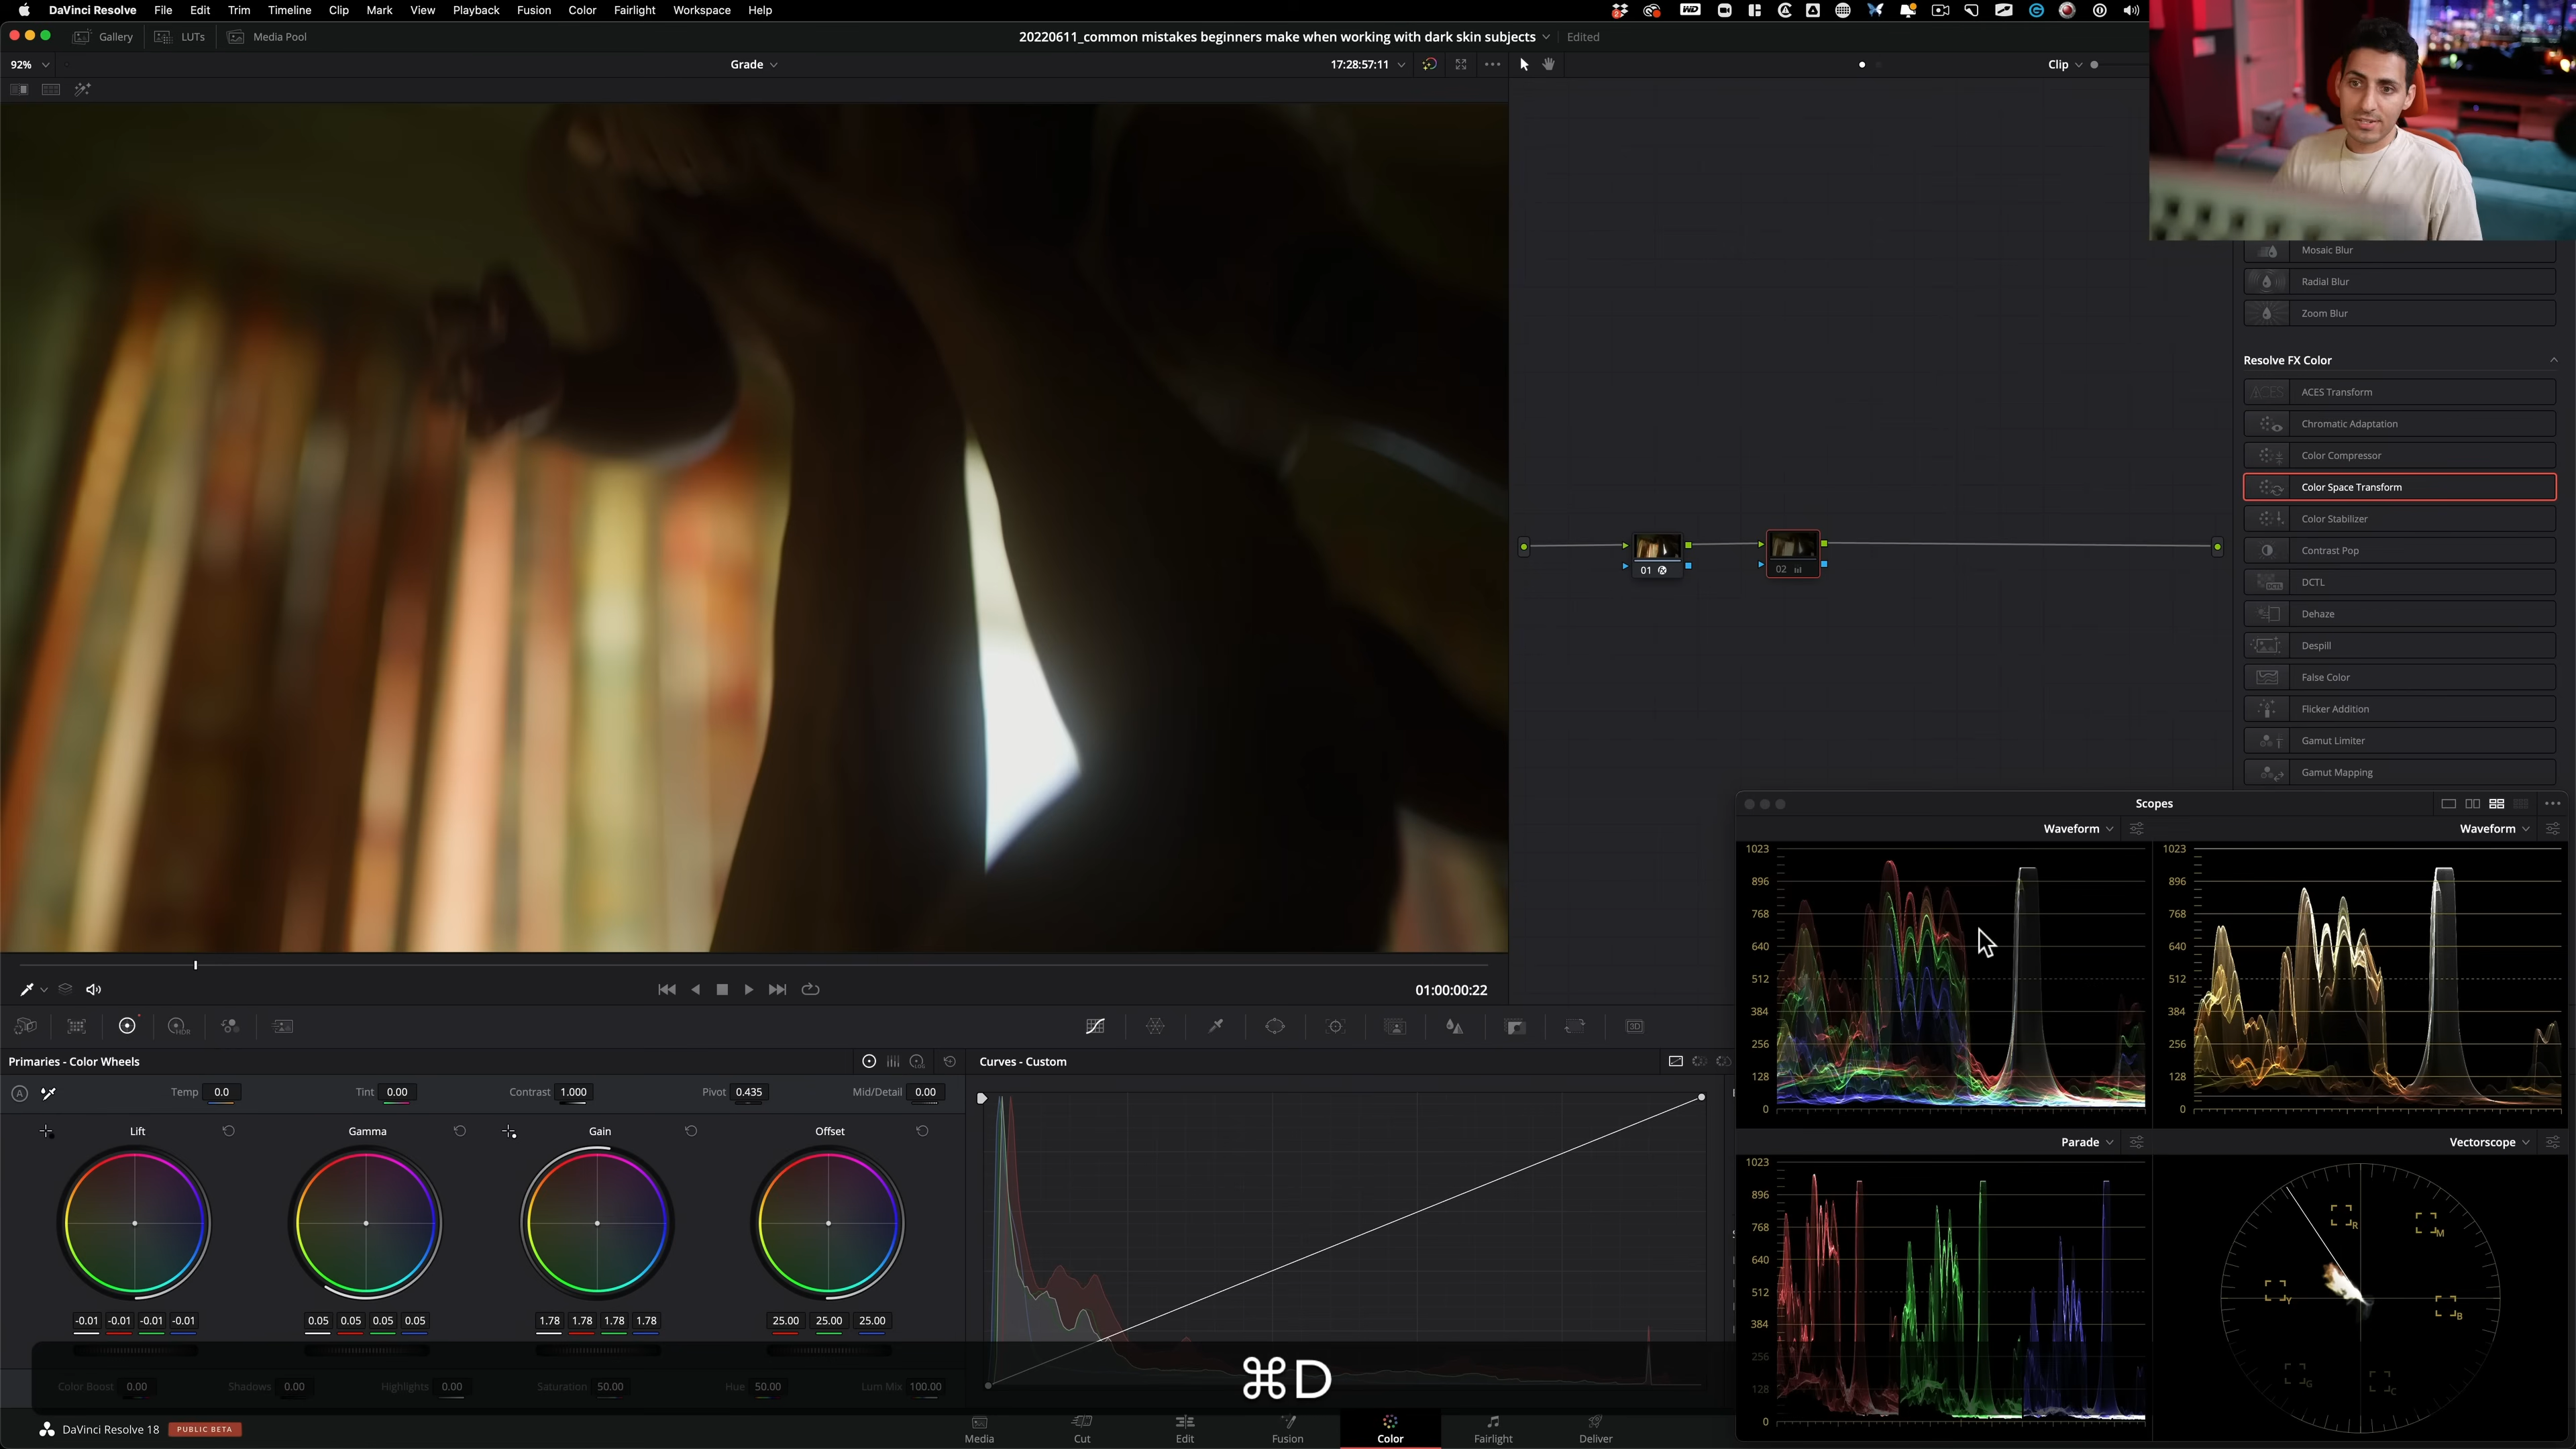 DaVinci Resolve File Edit Trim Timeline Clip Mark View Playback Fusion Color Fairlight Workspace Help
Gallery LUTs Media Pool
20220611_common mistakes beginners make when working with dark skin subjects Edited
92% Grade 17:28:57:11 Clip
Mosaic Blur
Radial Blur
Zoom Blur
Resolve FX Color
ACES Transform
Chromatic Adaptation
Color Compressor
Color Space Transform
Color Stabilizer
Contrast Pop
DCTL
Dehaze
Despill
False Color
Flicker Addition
Gamut Limiter
Gamut Mapping
01
02
Scopes
Waveform
1023
896
768
640
512
384
256
128
0
Waveform
1023
896
768
640
512
384
256
128
0
Parade
1023
896
768
640
512
384
256
128
0
Vectorscope
R
M
Y
B
G
C
01:00:00:22
HDR
3D
Primaries - Color Wheels
Temp 0.0 Tint 0.00 Contrast 1.000 Pivot 0.435 Mid/Detail 0.00
Lift Gamma Gain Offset
-0.01 -0.01 -0.01 -0.01 0.05 0.05 0.05 0.05 1.78 1.78 1.78 1.78 25.00 25.00 25.00
Color Boost 0.00 Shadows 0.00 Highlights 0.00 Saturation 50.00 Hue 50.00 Lum Mix 100.00
Curves - Custom
⌘D
DaVinci Resolve 18 PUBLIC BETA
Media Cut Edit Fusion Color Fairlight Deliver